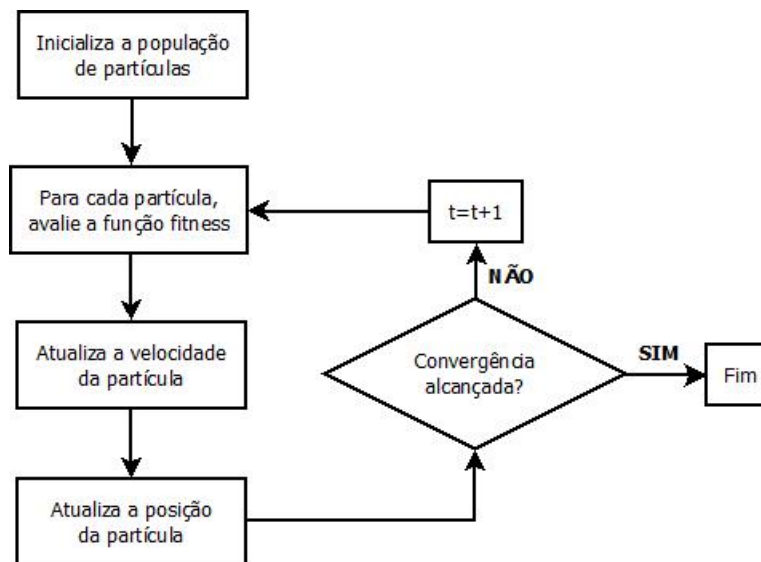 Inicializa a população
de partículas
Para cada partícula,
avalie a função fitness
t=t+1
NÃO
Atualiza a velocidade
da partícula
Convergência
alcançada?
SIM
Fim
Atualiza a posição
da partícula